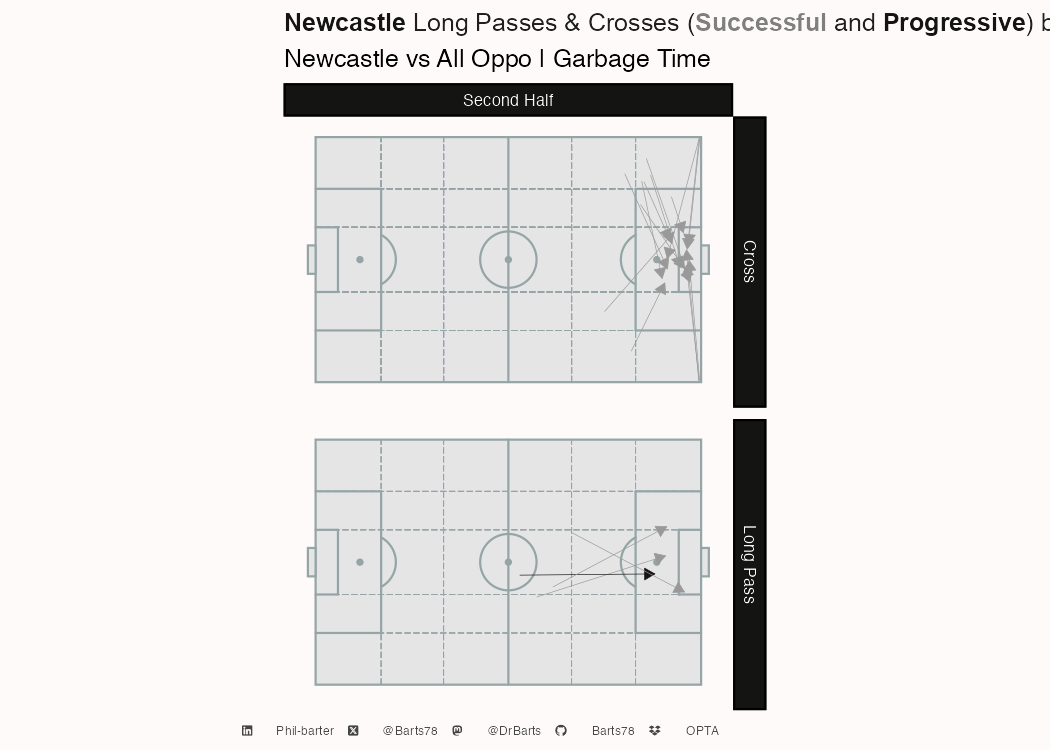 Newcastle Long Passes & Crosses (Successful and Progressive) b
Newcastle vs All Oppo | Garbage Time
Second Half
Cross
Long Pass
Phil-barter @Barts78 @DrBarts Barts78 OPTA